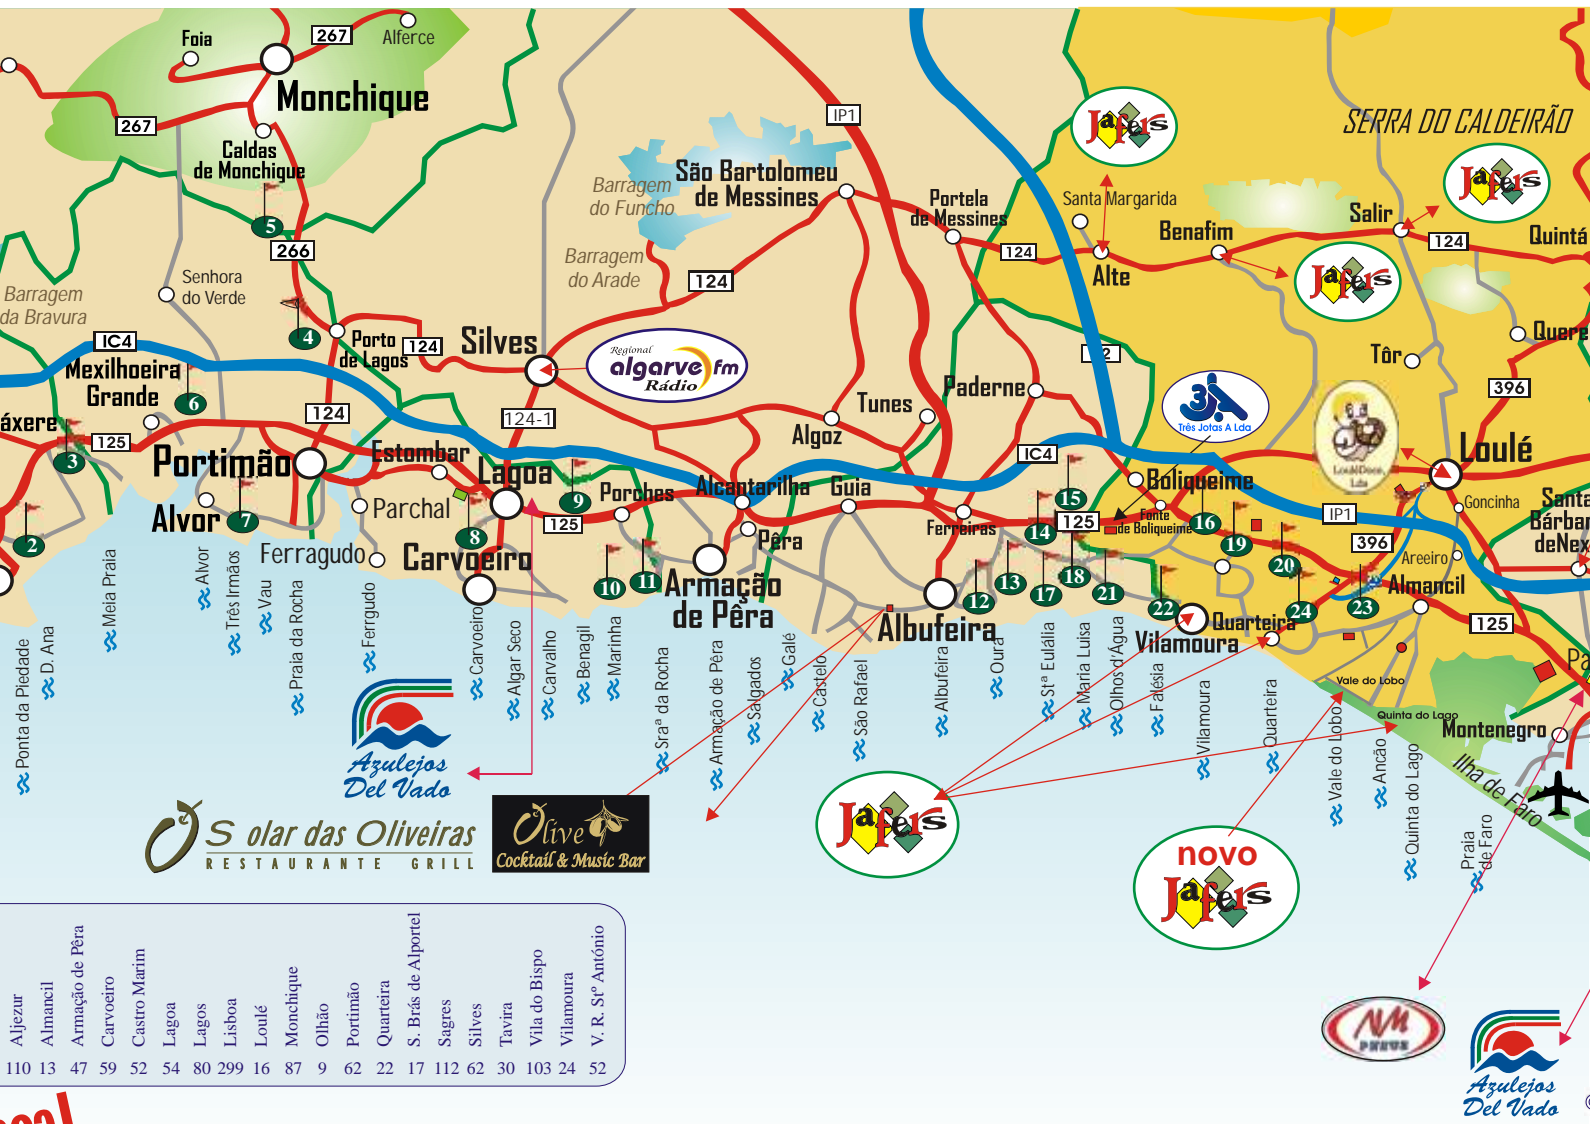 Foia
267
Alferce
Monchique
267
Caldas
de Monchique
5
266
Senhora
do Verde
Barragem
da Bravura
IC4
4
Porto
de Lagos
124
Mexilhoeira
Grande
6
áxere
125
3
124
Portimão
Estombar
Alvor
7
Parchal
Ferragudo
2
IP1
SERRA DO CALDEIRÃO
Jafers
Jafers
Jafers
São Bartolomeu
de Messines
Barragem
do Funcho
Barragem
do Arade
124
Portela
de Messines
124
Santa Margarida
Alte
Benafim
Salir
124
Quintá
Quere
Tôr
396
Silves
Regional
algarve fm
Rádio
124-1
Paderne
Tunes
Algoz
3JA
Três Jotas A Lda
IC4
Loulé
Goncinha
Lagoa
9
Porches
Alcantarilha
Guia
125
8
Carvoeiro
Pêra
10
11
Armação
de Pêra
Ferreiras
15
14
125
Boliqueime
Fonte
de Boliqueime
16
19
20
IP1
396
Areeiro
Santa
Bárbar
deNex
12
13
17
18
21
22
24
23
Almancil
125
Albufeira
Vilamoura
Quarteira
Vale do Lobo
Quinta do Lago
Montenegro
Pa
Ilha de Faro
Ponta da Piedade
D. Ana
Meia Praia
Alvor
Três Irmãos
Vau
Praia da Rocha
Ferrgudo
Carvoeiro
Algar Seco
Carvalho
Benagil
Marinha
Srª da Rocha
Armação de Pêra
Salgados
Galé
Castelo
São Rafael
Albufeira
Oura
Stª Eulália
Maria Luisa
Olhos d'Água
Falésia
Vilamoura
Quarteira
Vale do Lobo
Ancão
Quinta do Lago
Praia
de Faro
Azulejos
Del Vado
Solar das Oliveiras
RESTAURANTE GRILL
Olive
Cocktail & Music Bar
Jafers
novo
Jafers
NM
PNEUS
Azulejos
Del Vado
Aljezur 110
Almancil 13
Armação de Pêra 47
Carvoeiro 59
Castro Marim 52
Lagoa 54
Lagos 80
Lisboa 299
Loulé 16
Monchique 87
Olhão 9
Portimão 62
Quarteira 22
S. Brás de Alportel 17
Sagres 112
Silves 62
Tavira 30
Vila do Bispo 103
Vilamoura 24
V. R. Stº António 52